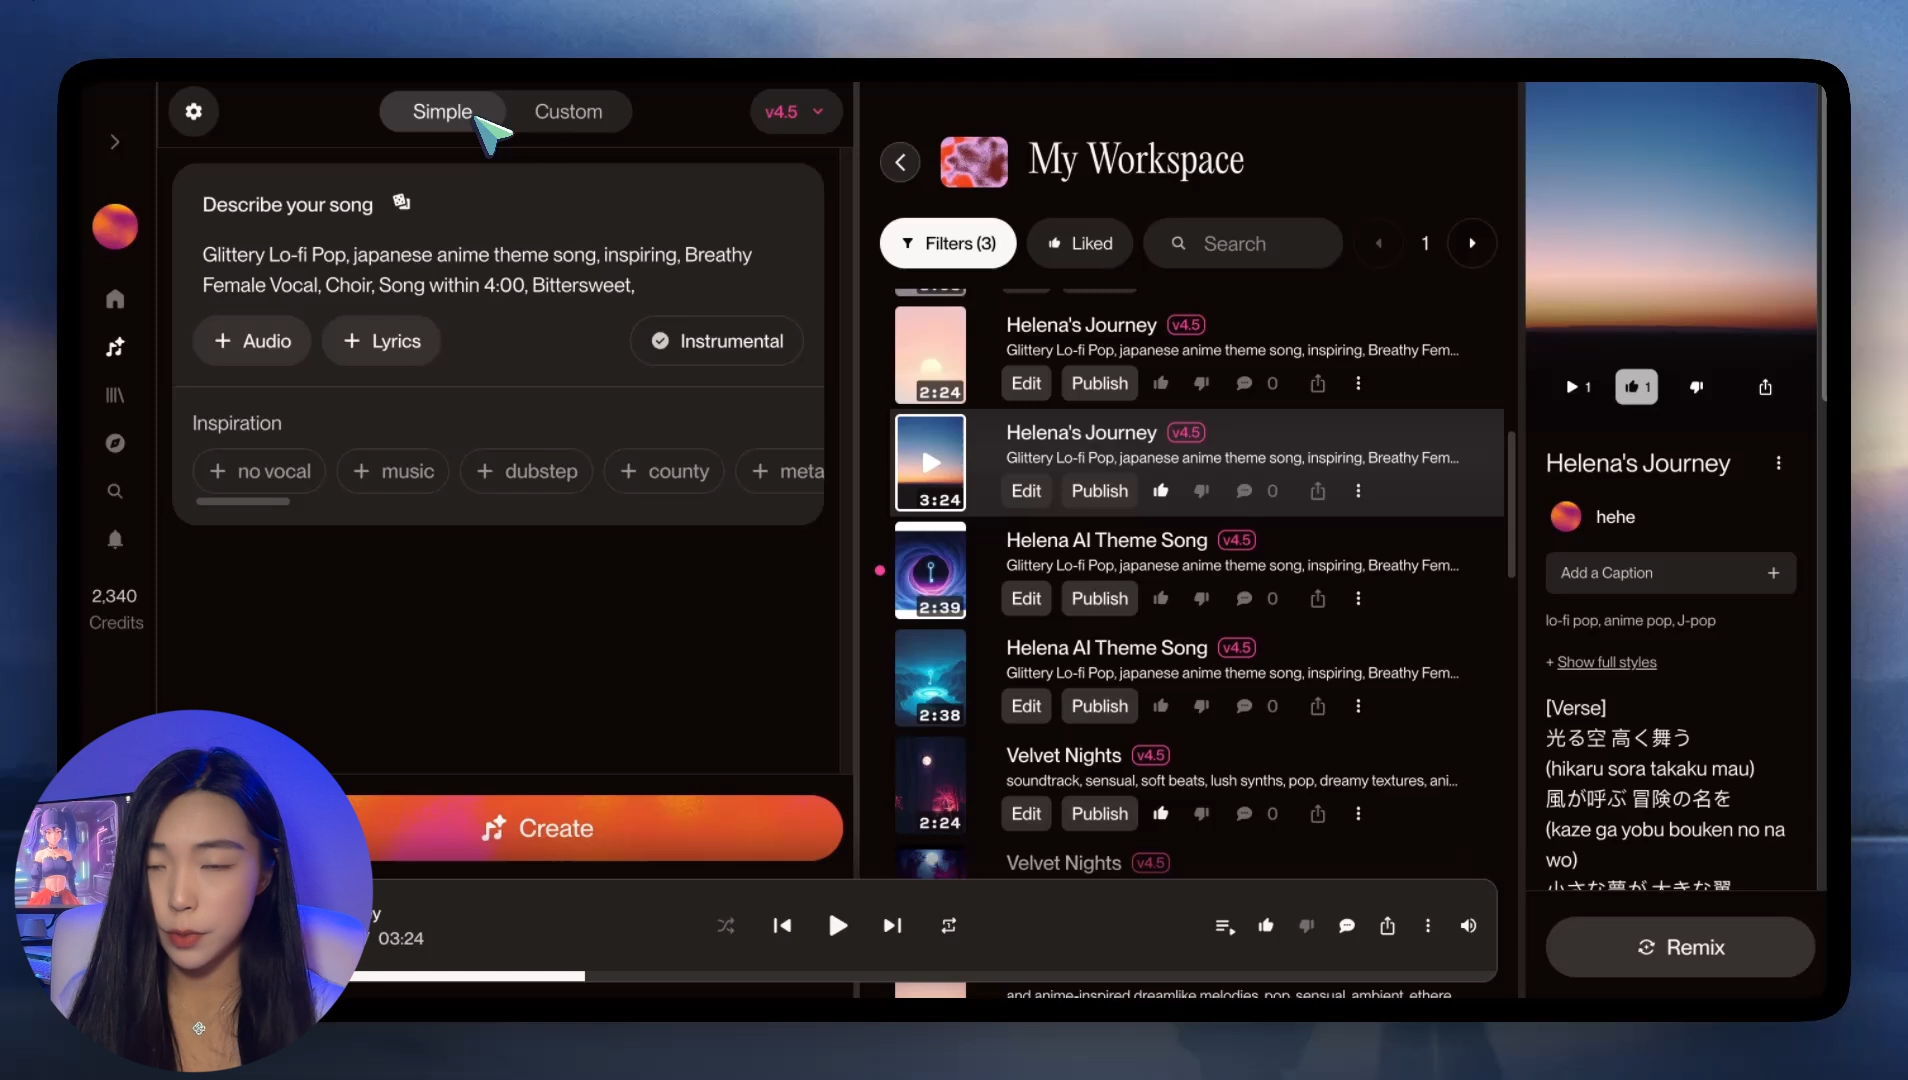 Simple
Custom
v4.5
Describe your song
Glittery Lo-fi Pop, japanese anime theme song, inspiring, Breathy
Female Vocal, Choir, Song within 4:00, Bittersweet,
+ Audio
+ Lyrics
Instrumental
Inspiration
+ no vocal
+ music
+ dubstep
+ county
+ meta
2,340
Credits
Create
y
03:24
My Workspace
Filters (3)
Liked
Search
1
Helena's Journey v4.5
Glittery Lo-fi Pop, japanese anime theme song, inspiring, Breathy Fem...
2:24
Edit
Publish
0
Helena's Journey v4.5
Glittery Lo-fi Pop, japanese anime theme song, inspiring, Breathy Fem...
3:24
Edit
Publish
0
Helena AI Theme Song v4.5
Glittery Lo-fi Pop, japanese anime theme song, inspiring, Breathy Fem...
2:39
Edit
Publish
0
Helena AI Theme Song v4.5
Glittery Lo-fi Pop, japanese anime theme song, inspiring, Breathy Fem...
2:38
Edit
Publish
0
Velvet Nights v4.5
soundtrack, sensual, soft beats, lush synths, pop, dreamy textures, ani...
2:24
Edit
Publish
0
Velvet Nights v4.5
and anime-inspired dreamlike melodies, pop, sensual, ambient, ethere
1
1
Helena's Journey
hehe
Add a Caption +
lo-fi pop, anime pop, J-pop
+ Show full styles
[Verse]
光る空 高く舞う
(hikaru sora takaku mau)
風が呼ぶ 冒険の名を
(kaze ga yobu bouken no na
wo)
小さな夢が 大きな翼
Remix